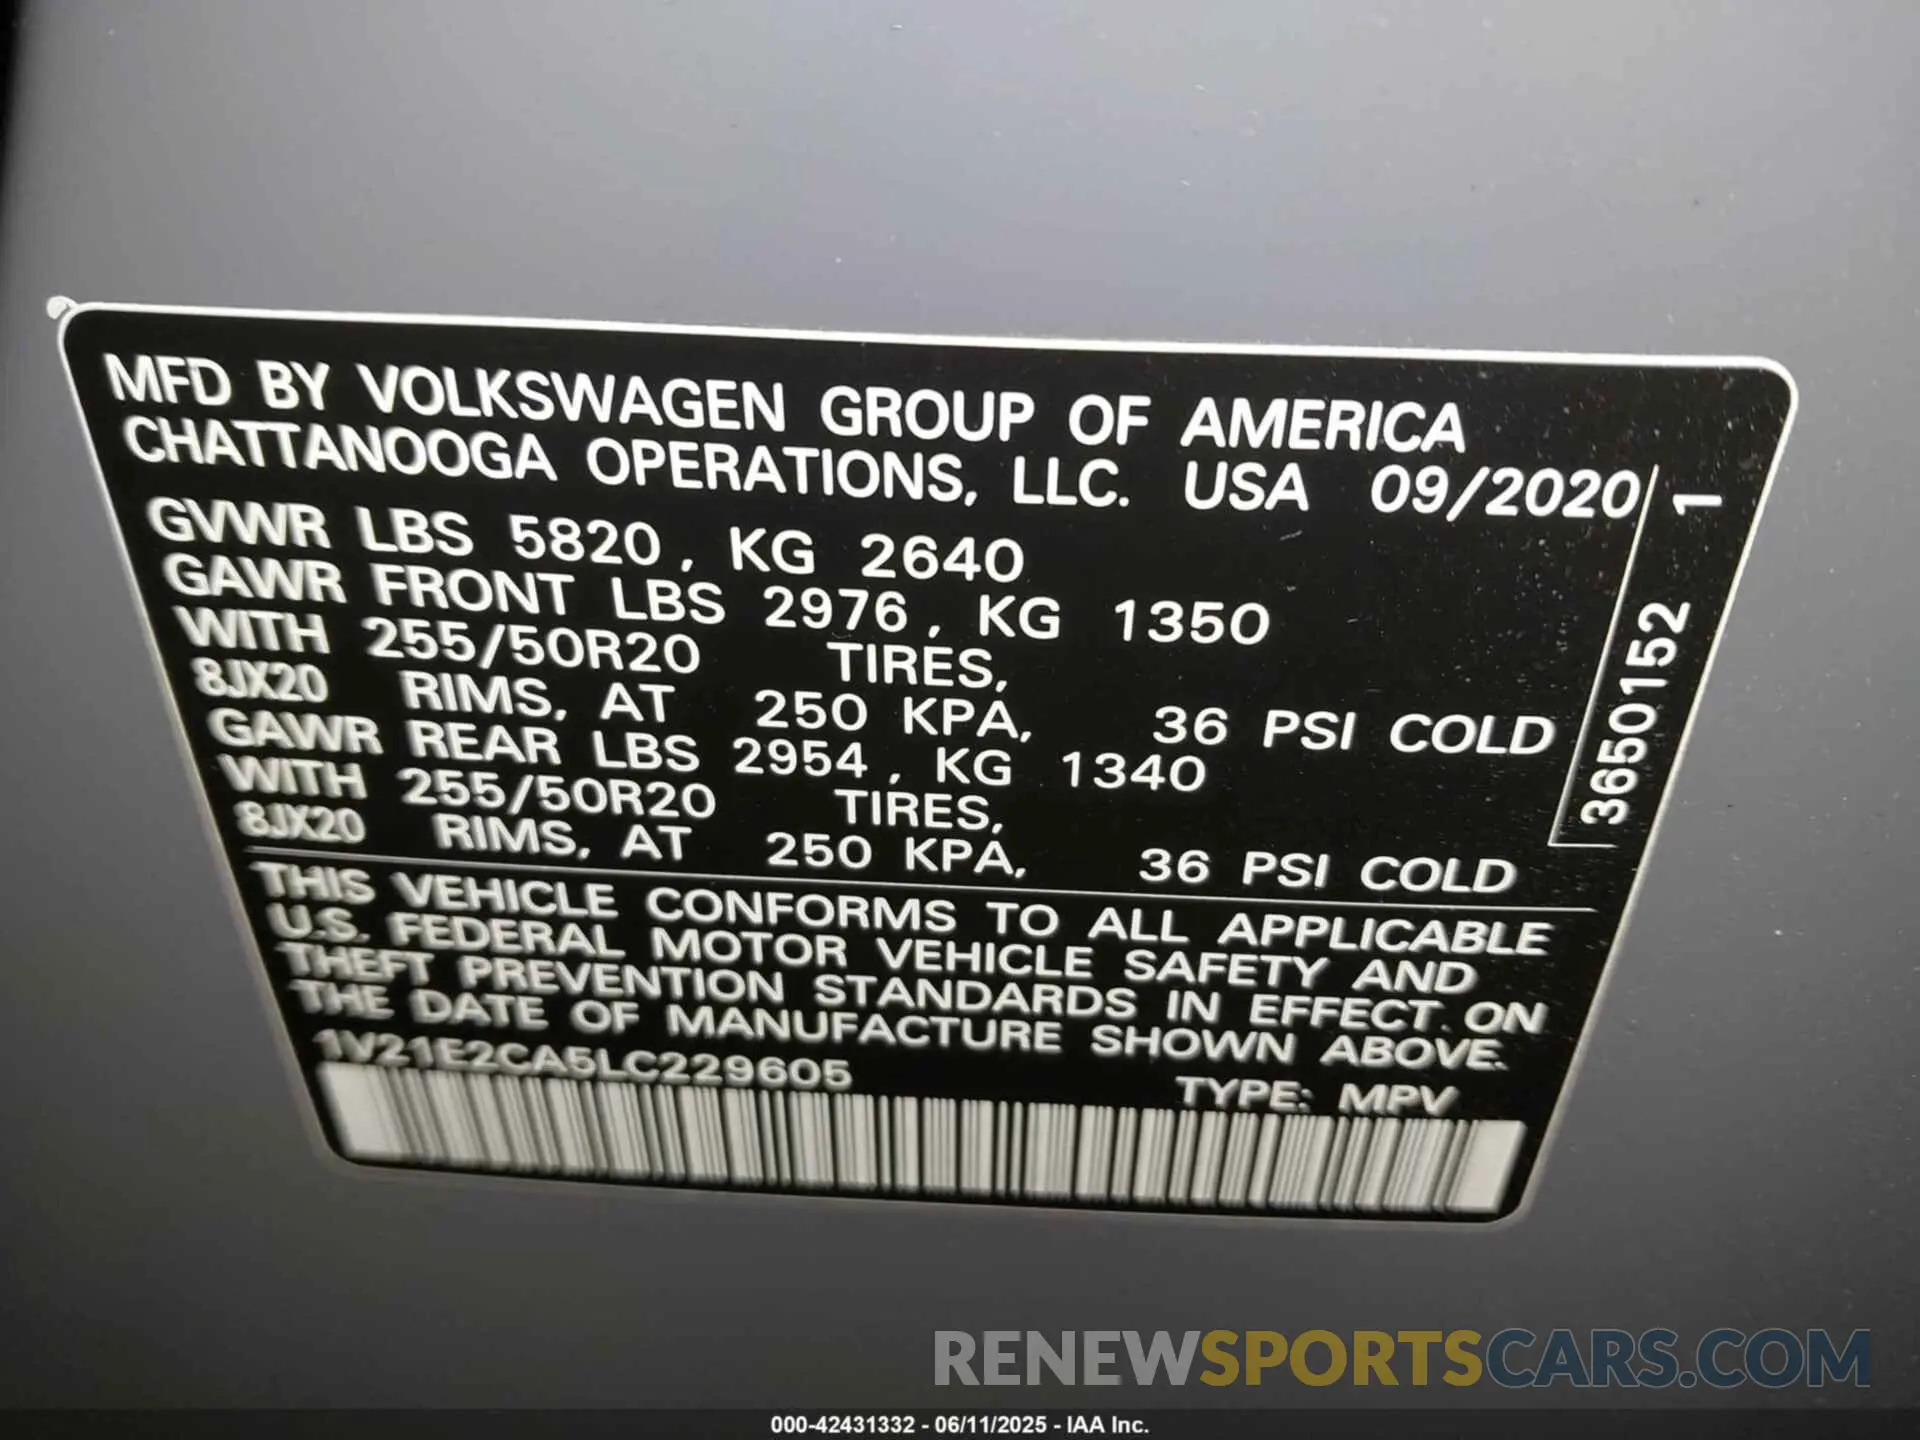 MFD BY VOLKSWAGEN GROUP OF AMERICA
CHATTANOOGA OPERATIONS, LLC. USA 09/2020
GVWR LBS 5820, KG 2640
GAWR FRONT LBS 2976, KG 1350
WITH 255/50R20 TIRES,
8JX20 RIMS, AT 250 KPA, 36 PSI COLD
GAWR REAR LBS 2954, KG 1340
WITH 255/50R20 TIRES,
8JX20 RIMS, AT 250 KPA, 36 PSI COLD
3650152 1
THIS VEHICLE CONFORMS TO ALL APPLICABLE
U.S. FEDERAL MOTOR VEHICLE SAFETY AND
THEFT PREVENTION STANDARDS IN EFFECT ON
THE DATE OF MANUFACTURE SHOWN ABOVE.
1V21E2CA5LC229605 TYPE: MPV
RENEWSPORTSCARS.COM
000-42431332 - 06/11/2025 - IAA Inc.